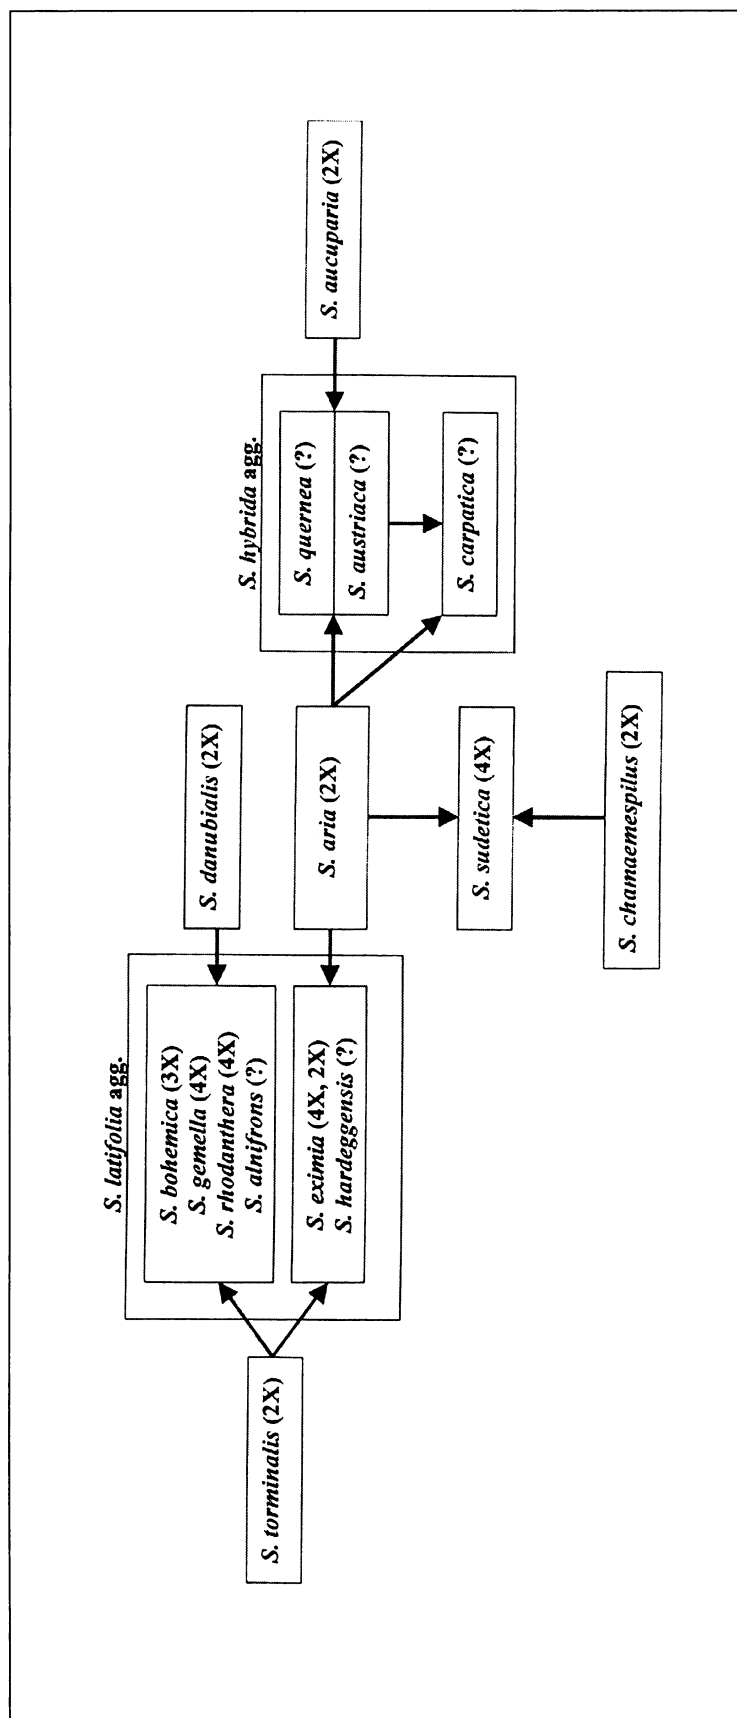 S. latifolia agg.
S. bohemica (3X)
S. gemella (4X)
S. rhodanthera (4X)
S. alnifrons (?)
S. eximia (4X, 2X)
S. hardeggensis (?)
S. torminalis (2X)
S. danubialis (2X)
S. aria (2X)
S. sudetica (4X)
S. chamaemespilus (2X)
S. hybrida agg.
S. quernea (?)
S. austriaca (?)
S. carpatica (?)
S. aucuparia (2X)